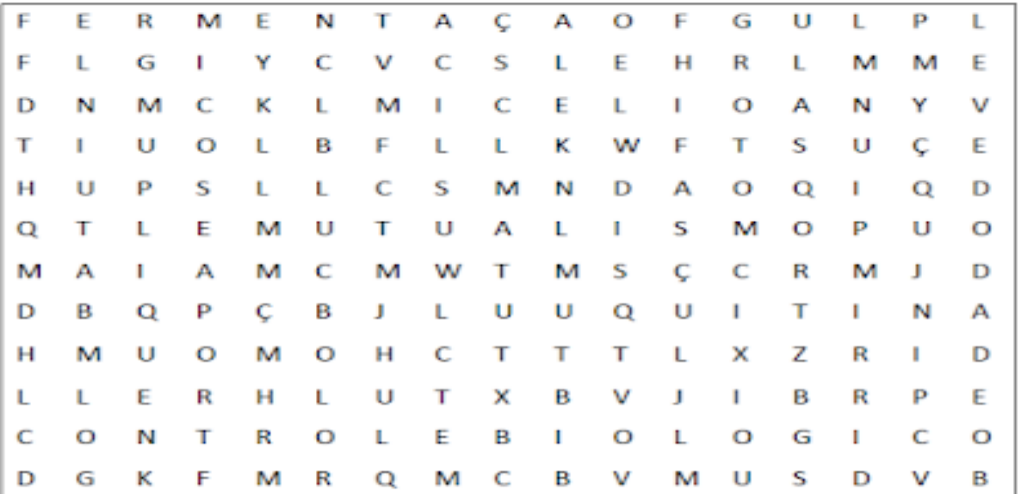 F E R M E N T A Ç A O F G U L P L
F L G I Y C V C S L E H R L M M E
D N M C K L M I C E L I O A N Y V
T I U O L B F L L K W F T S U Ç E
H U P S L L C S M N D A O Q I Q D
Q T L E M U T U A L I S M O P U O
M A I A M C M W T M S Ç C R M J D
D B Q P Ç B J L U U Q U I T I N A
H M U O M O H C T T T L X Z R I D
L L E R H L U T X B V J I B R P E
C O N T R O L E B I O L O G I C O
D G K F M R Q M C B V M U S D V B